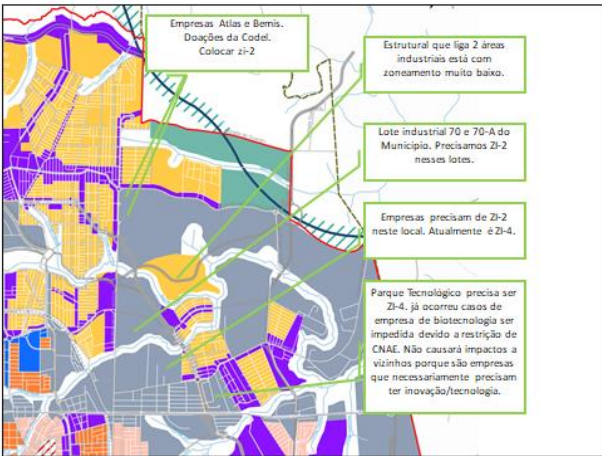 Empresas Atlas e Bemis.
Doações da Codel.
Colocar zi-2
Estrutural que liga 2 áreas
industriais está com
zoneamento muito baixo.
Lote industrial 70 e 70-A do
Município. Precisamos ZI-2
nesses lotes.
Empresas precisam de ZI-2
neste local. Atualmente é ZI-4.
Parque Tecnológico precisa ser
ZI-4. já ocorreu casos de
empresa de biotecnologia ser
impedida devido a restrição de
CNAE. Não causará impactos a
vizinhos porque são empresas
que necessariamente precisam
ter inovação/tecnologia.